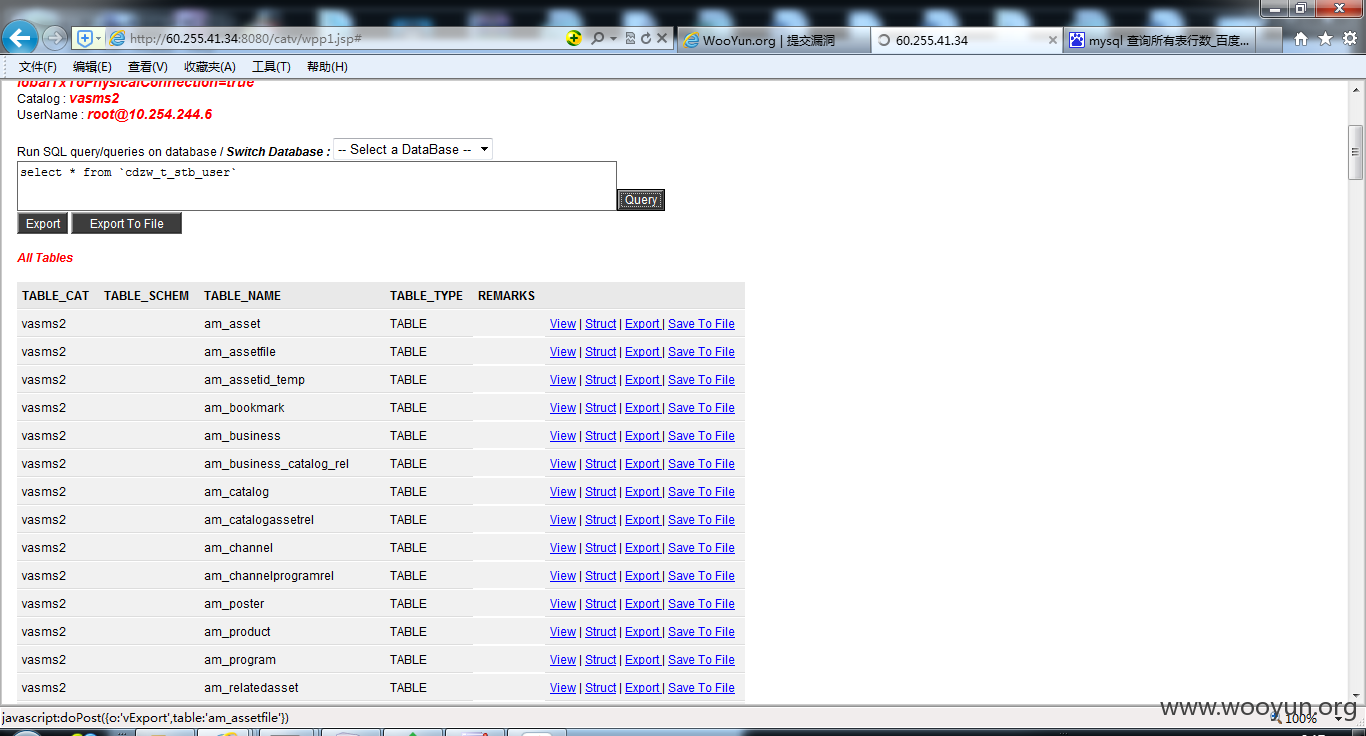 http://60.255.41.34:8080/catv/wpp1.jsp#
WooYun.org | 提交漏洞
60.255.41.34
mysql 查询所有表行数_百度...
文件(F) 编辑(E) 查看(V) 收藏夹(A) 工具(T) 帮助(H)
lobalTxToPhysicalConnection=true
Catalog : vasms2
UserName : root@10.254.244.6
Run SQL query/queries on database / Switch Database : -- Select a DataBase --
select * from `cdzw_t_stb_user`
Query
Export Export To File
All Tables
TABLE_CAT TABLE_SCHEM TABLE_NAME TABLE_TYPE REMARKS
vasms2 am_asset TABLE View | Struct | Export | Save To File
vasms2 am_assetfile TABLE View | Struct | Export | Save To File
vasms2 am_assetid_temp TABLE View | Struct | Export | Save To File
vasms2 am_bookmark TABLE View | Struct | Export | Save To File
vasms2 am_business TABLE View | Struct | Export | Save To File
vasms2 am_business_catalog_rel TABLE View | Struct | Export | Save To File
vasms2 am_catalog TABLE View | Struct | Export | Save To File
vasms2 am_catalogassetrel TABLE View | Struct | Export | Save To File
vasms2 am_channel TABLE View | Struct | Export | Save To File
vasms2 am_channelprogramrel TABLE View | Struct | Export | Save To File
vasms2 am_poster TABLE View | Struct | Export | Save To File
vasms2 am_product TABLE View | Struct | Export | Save To File
vasms2 am_program TABLE View | Struct | Export | Save To File
vasms2 am_relatedasset TABLE View | Struct | Export | Save To File
www.wooyun.org
javascript:doPost({o:'vExport',table:'am_assetfile'})
100%